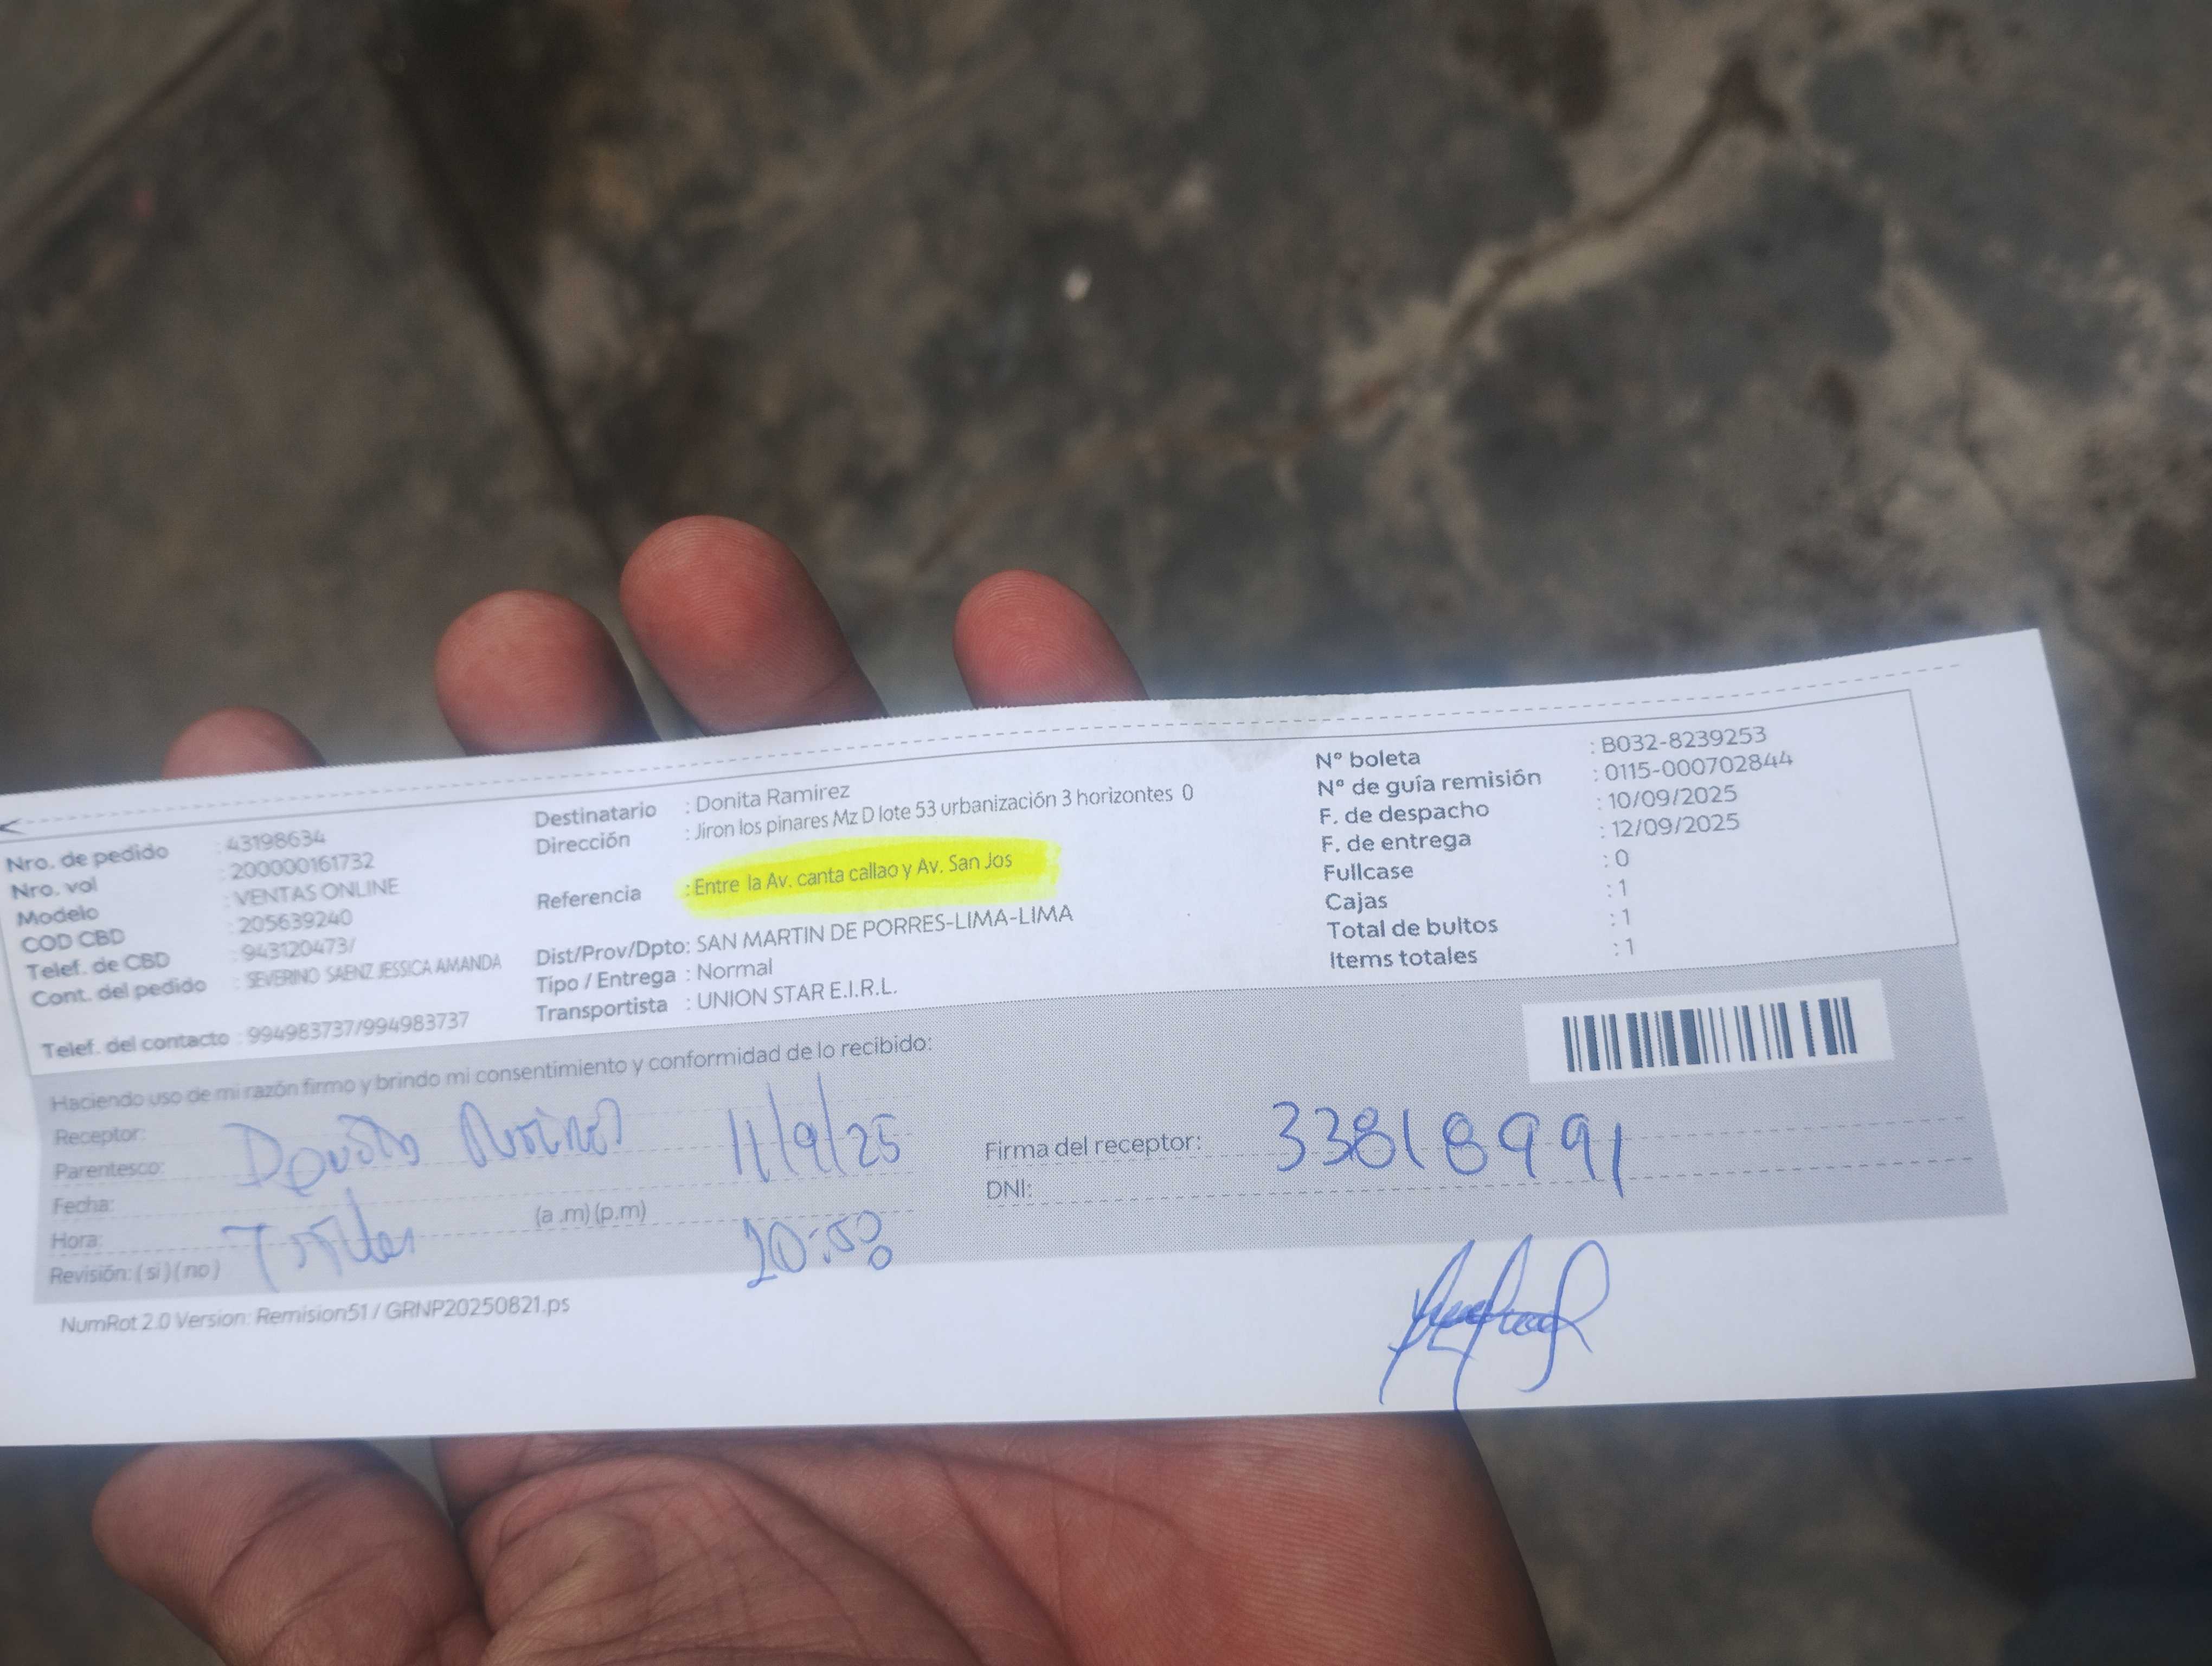 Nro. de pedido : 43198634
Nro. vol : 200000161732
Modelo : VENTAS ONLINE
COD CBD : 205639240
Telef. de CBD : 943120473/
Cont. del pedido : SEVERINO SAENZ JESSICA AMANDA
Telef. del contacto : 994983737/994983737
Destinatario : Donita Ramirez
Dirección : Jiron los pinares Mz D lote 53 urbanización 3 horizontes 0
Referencia : Entre la Av. canta callao y Av. San Jos
Dist/Prov/Dpto: SAN MARTIN DE PORRES-LIMA-LIMA
Tipo / Entrega : Normal
Transportista : UNION STAR E.I.R.L.
N° boleta : B032-8239253
N° de guía remisión : 0115-000702844
F. de despacho : 10/09/2025
F. de entrega : 12/09/2025
Fullcase : 0
Cajas : 1
Total de bultos : 1
Items totales : 1
Haciendo uso de mi razón firmo y brindo mi consentimiento y conformidad de lo recibido:
Receptor:
Parentesco: 11/9/25
Fecha:
Hora: (a .m) (p.m)
Revisión: ( si ) ( no )
Firma del receptor: 33818991
DNI:
NumRot 2.0 Version: Remision51 / GRNP20250821.ps